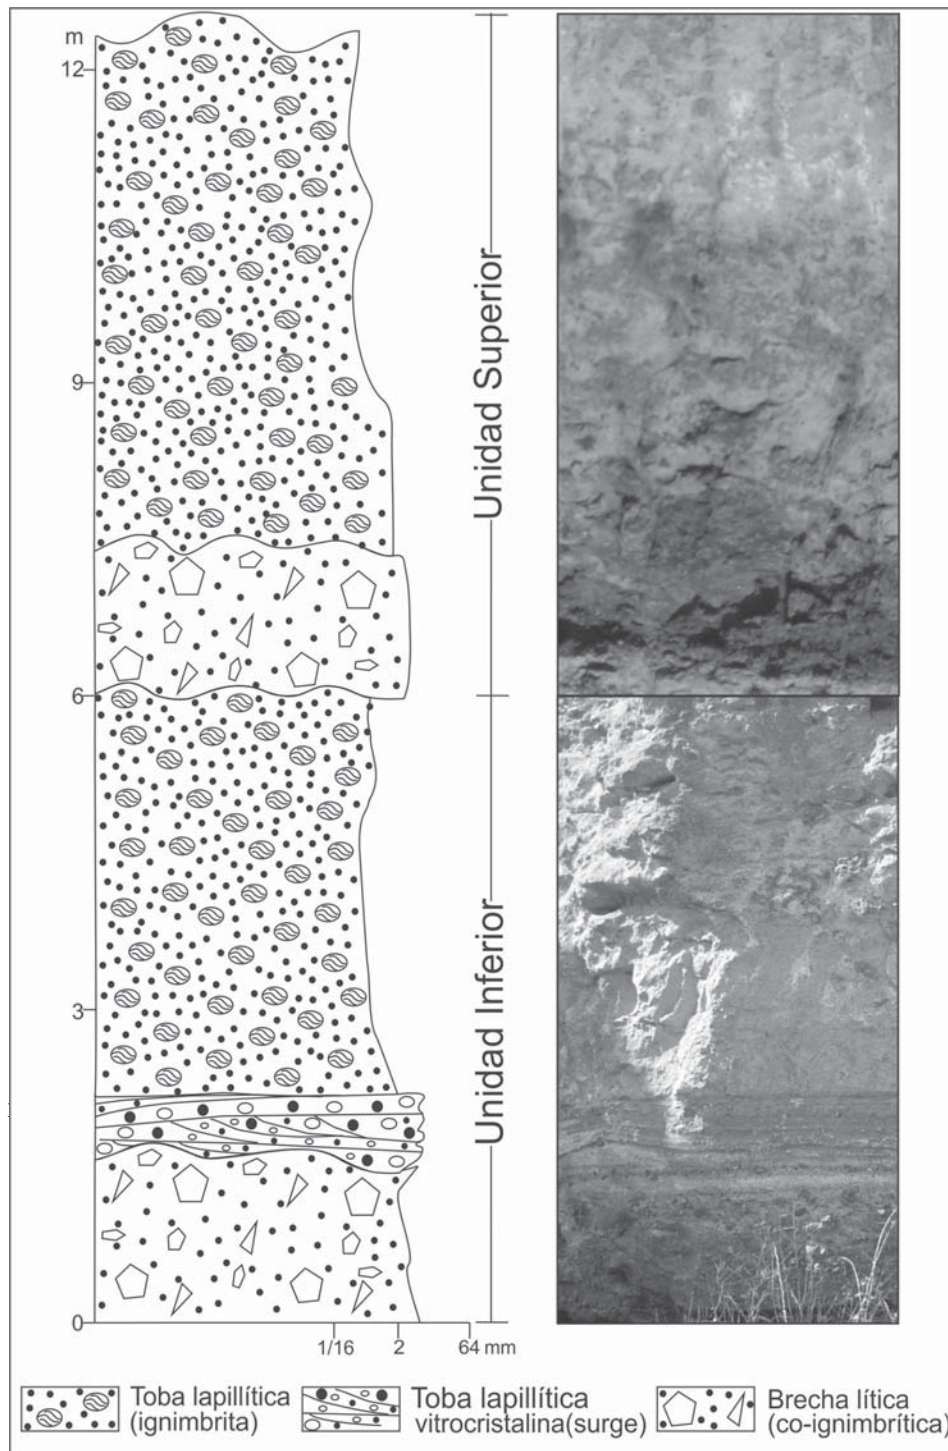 m
12
9
6
3
0
Unidad Superior
Unidad Inferior
1/16 2 64 mm
Toba lapillítica
(ignimbrita)
Toba lapillítica
vitrocristalina(surge)
Brecha lítica
(co-ignimbrítica)